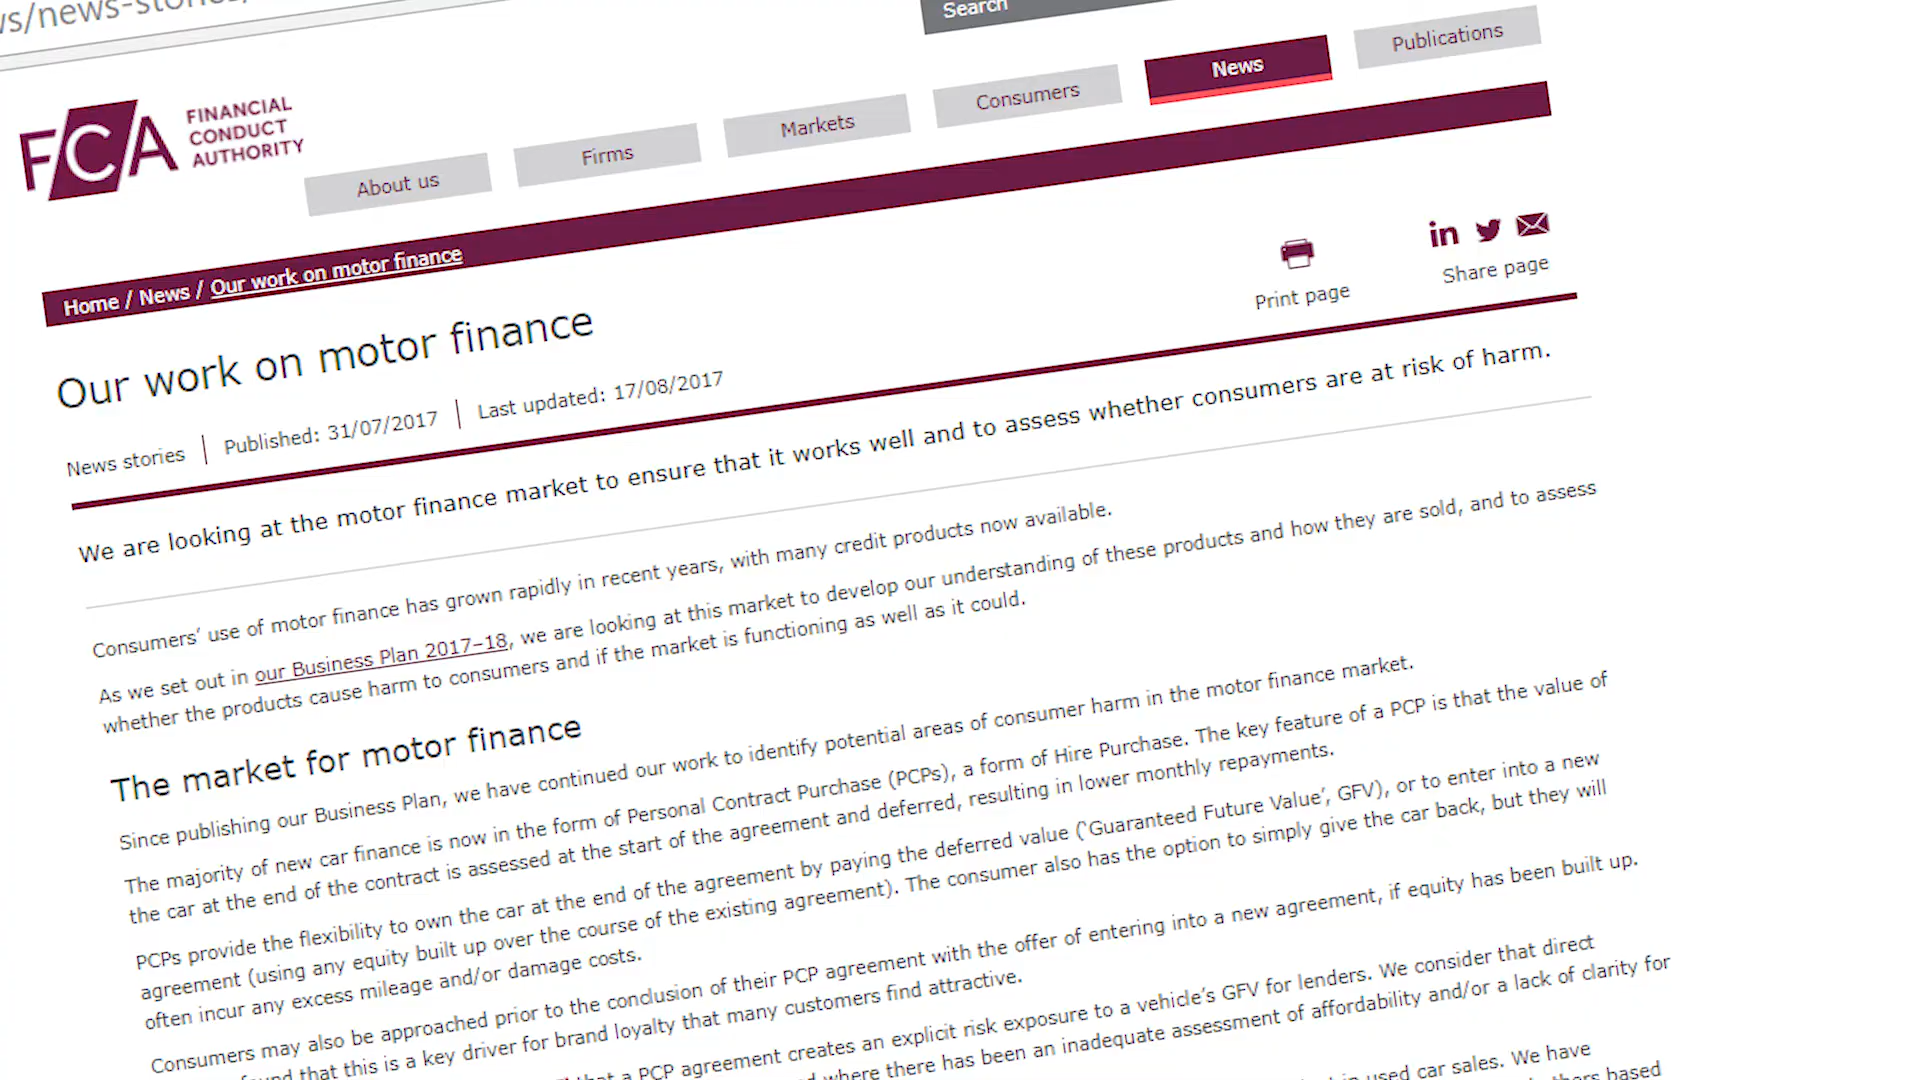 ws/news-stories/
Search
FCA FINANCIAL
CONDUCT
AUTHORITY
About us
Firms
Markets
Consumers
News
Publications
Home / News / Our work on motor finance
Our work on motor finance
Print page
Share page
News stories | Published: 31/07/2017 | Last updated: 17/08/2017
We are looking at the motor finance market to ensure that it works well and to assess whether consumers are at risk of harm.
Consumers’ use of motor finance has grown rapidly in recent years, with many credit products now available.
As we set out in our Business Plan 2017–18, we are looking at this market to develop our understanding of these products and how they are sold, and to assess
whether the products cause harm to consumers and if the market is functioning as well as it could.
The market for motor finance
Since publishing our Business Plan, we have continued our work to identify potential areas of consumer harm in the motor finance market.
The majority of new car finance is now in the form of Personal Contract Purchase (PCPs), a form of Hire Purchase. The key feature of a PCP is that the value of
the car at the end of the contract is assessed at the start of the agreement and deferred, resulting in lower monthly repayments.
PCPs provide the flexibility to own the car at the end of the agreement by paying the deferred value (‘Guaranteed Future Value’, GFV), or to enter into a new
agreement (using any equity built up over the course of the existing agreement). The consumer also has the option to simply give the car back, but they will
often incur any excess mileage and/or damage costs.
Consumers may also be approached prior to the conclusion of their PCP agreement with the offer of entering into a new agreement, if equity has been built up.
found that this is a key driver for brand loyalty that many customers find attractive.
that a PCP agreement creates an explicit risk exposure to a vehicle’s GFV for lenders. We consider that direct
where there has been an inadequate assessment of affordability and/or a lack of clarity for
in used car sales. We have
others based